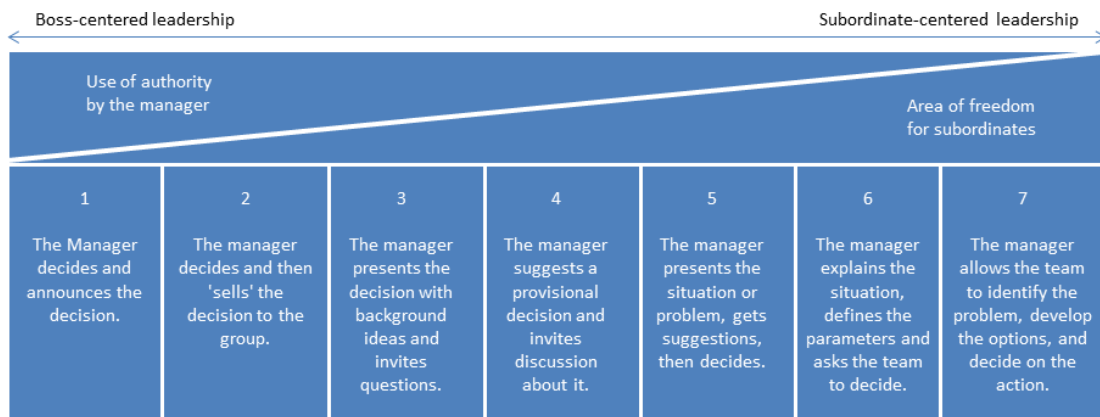 Boss-centered leadership
Subordinate-centered leadership
Use of authority
by the manager
Area of freedom
for subordinates
1
The Manager
decides and
announces the
decision.
2
The manager
decides and then
'sells' the
decision to the
group.
3
The manager
presents the
decision with
background
ideas and
invites
questions.
4
The manager
suggests a
provisional
decision and
invites
discussion
about it.
5
The manager
presents the
situation or
problem, gets
suggestions,
then decides.
6
The manager
explains the
situation,
defines the
parameters and
asks the team
to decide.
7
The manager
allows the team
to identify the
problem, develop
the options, and
decide on the
action.